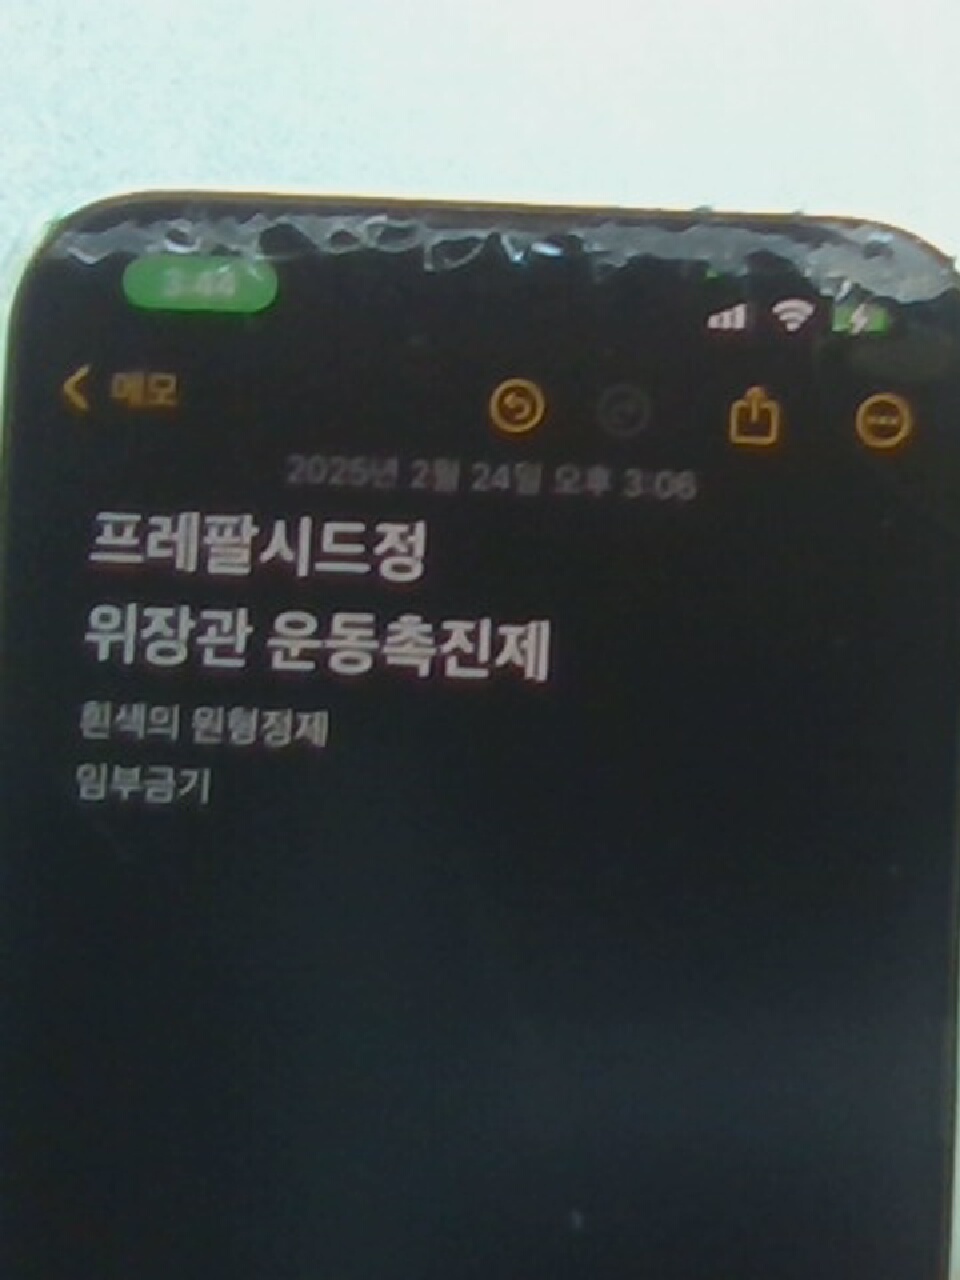 3:44
메모
2025년 2월 24일 오후 3:06
프레팔시드정
위장관 운동촉진제
흰색의 원형정제
임부금기